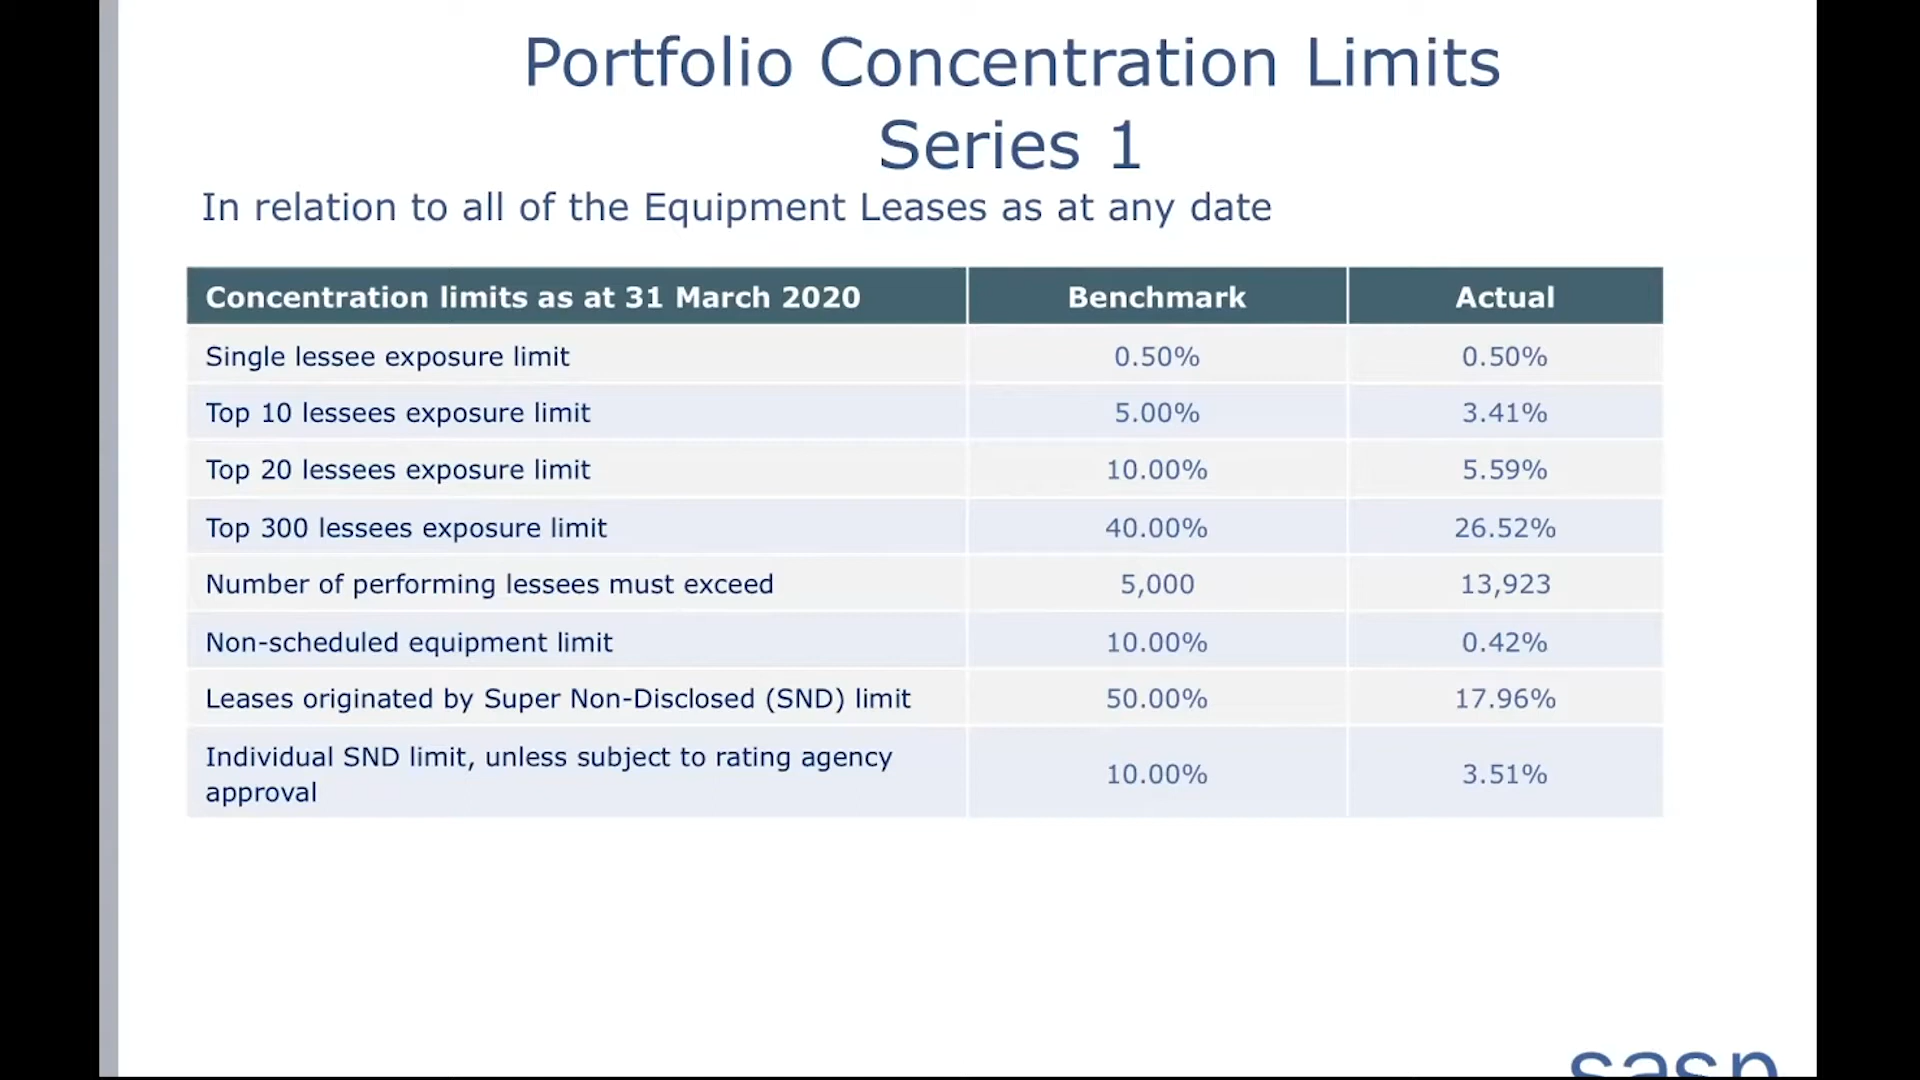 Portfolio Concentration Limits
Series 1
In relation to all of the Equipment Leases as at any date
Concentration limits as at 31 March 2020 Benchmark Actual
Single lessee exposure limit 0.50% 0.50%
Top 10 lessees exposure limit 5.00% 3.41%
Top 20 lessees exposure limit 10.00% 5.59%
Top 300 lessees exposure limit 40.00% 26.52%
Number of performing lessees must exceed 5,000 13,923
Non-scheduled equipment limit 10.00% 0.42%
Leases originated by Super Non-Disclosed (SND) limit 50.00% 17.96%
Individual SND limit, unless subject to rating agency
approval 10.00% 3.51%